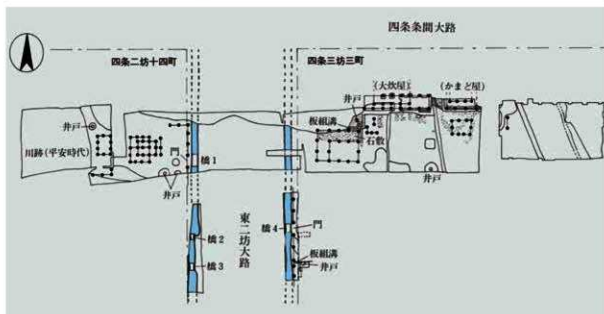 四条条間大路
四条二坊十四町
四条三坊三町
(大炊屋)
(かまど屋)
井戸
板組溝
井戸
川跡(平安時代)
門
橋1
石敷
井戸
井戸
東二坊大路
橋2
橋3
橋4
門
板組溝
井戸